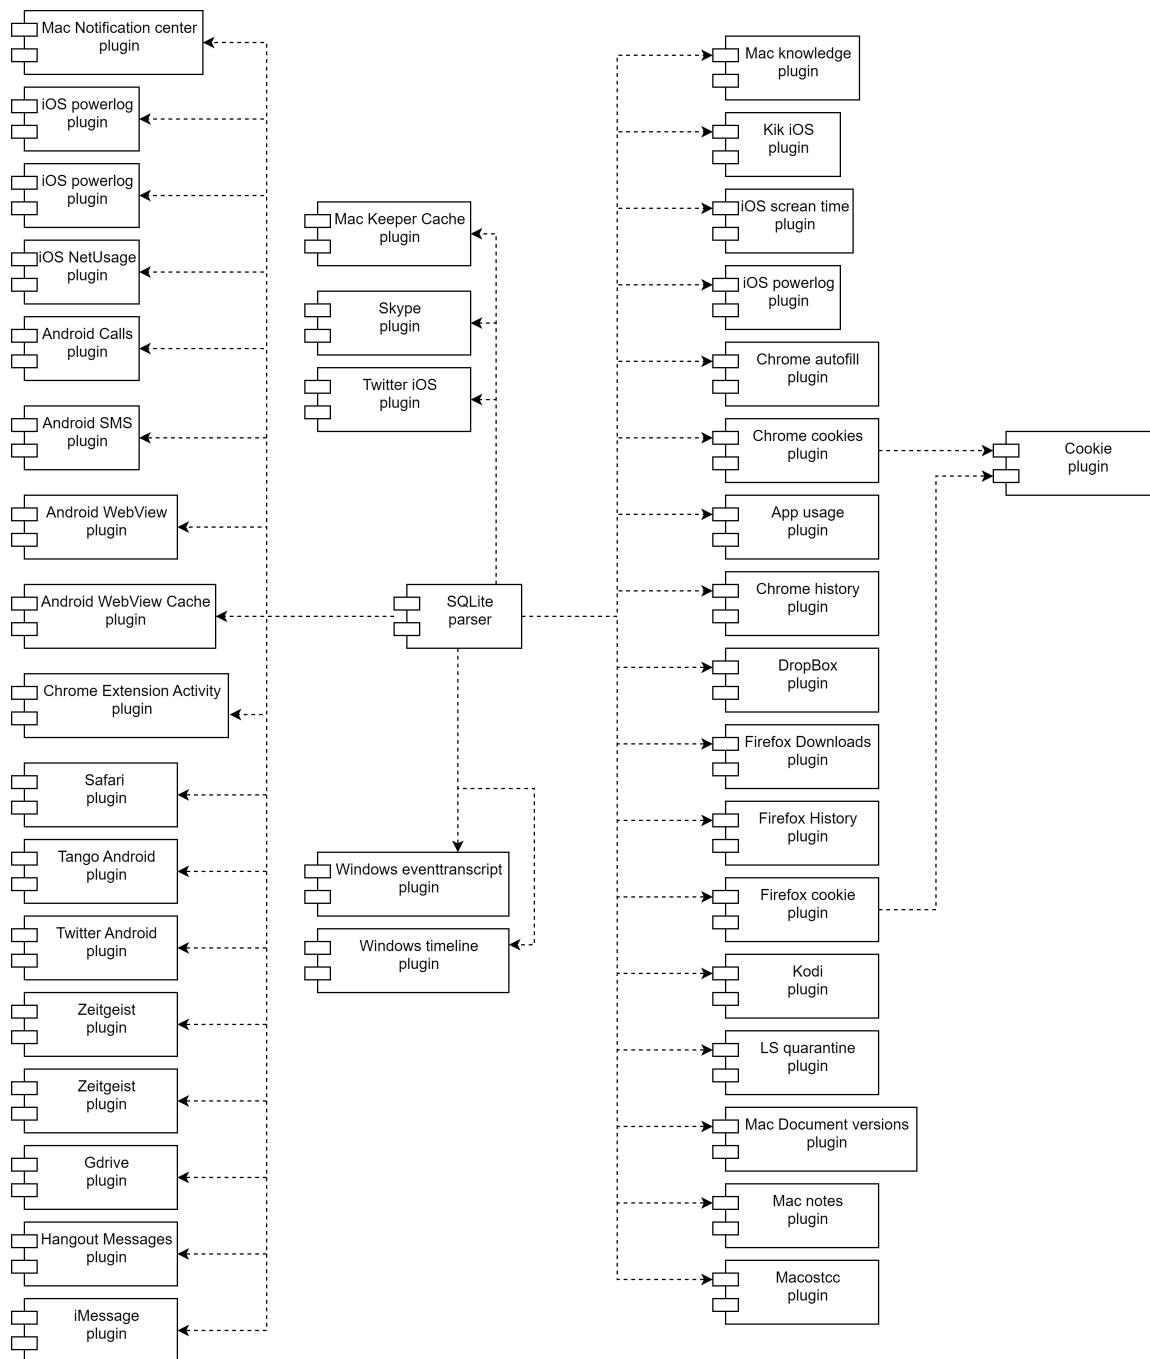 Mac Notification center
plugin
iOS powerlog
plugin
iOS powerlog
plugin
iOS NetUsage
plugin
Android Calls
plugin
Android SMS
plugin
Android WebView
plugin
Android WebView Cache
plugin
Chrome Extension Activity
plugin
Safari
plugin
Tango Android
plugin
Twitter Android
plugin
Zeitgeist
plugin
Zeitgeist
plugin
Gdrive
plugin
Hangout Messages
plugin
iMessage
plugin
Mac Keeper Cache
plugin
Skype
plugin
Twitter iOS
plugin
SQLite
parser
Windows eventtranscript
plugin
Windows timeline
plugin
Mac knowledge
plugin
Kik iOS
plugin
iOS screan time
plugin
iOS powerlog
plugin
Chrome autofill
plugin
Chrome cookies
plugin
App usage
plugin
Chrome history
plugin
DropBox
plugin
Firefox Downloads
plugin
Firefox History
plugin
Firefox cookie
plugin
Kodi
plugin
LS quarantine
plugin
Mac Document versions
plugin
Mac notes
plugin
Macostcc
plugin
Cookie
plugin